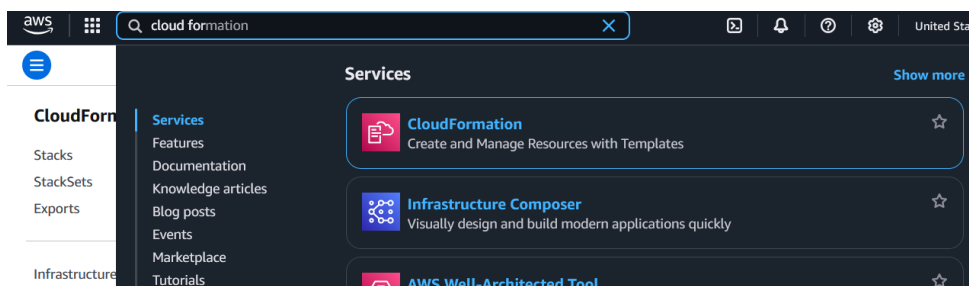 aws
cloud formation
United Sta
Services
Show more
CloudForn
Stacks
StackSets
Exports
Infrastructure
Services
Features
Documentation
Knowledge articles
Blog posts
Events
Marketplace
Tutorials
CloudFormation
Create and Manage Resources with Templates
Infrastructure Composer
Visually design and build modern applications quickly
AWS Well-Architected Tool